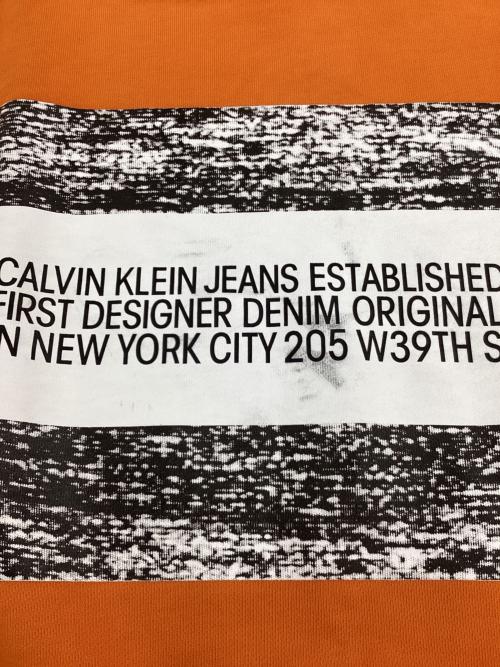 CALVIN KLEIN JEANS ESTABLISHED
FIRST DESIGNER DENIM ORIGINAL
N NEW YORK CITY 205 W39TH S